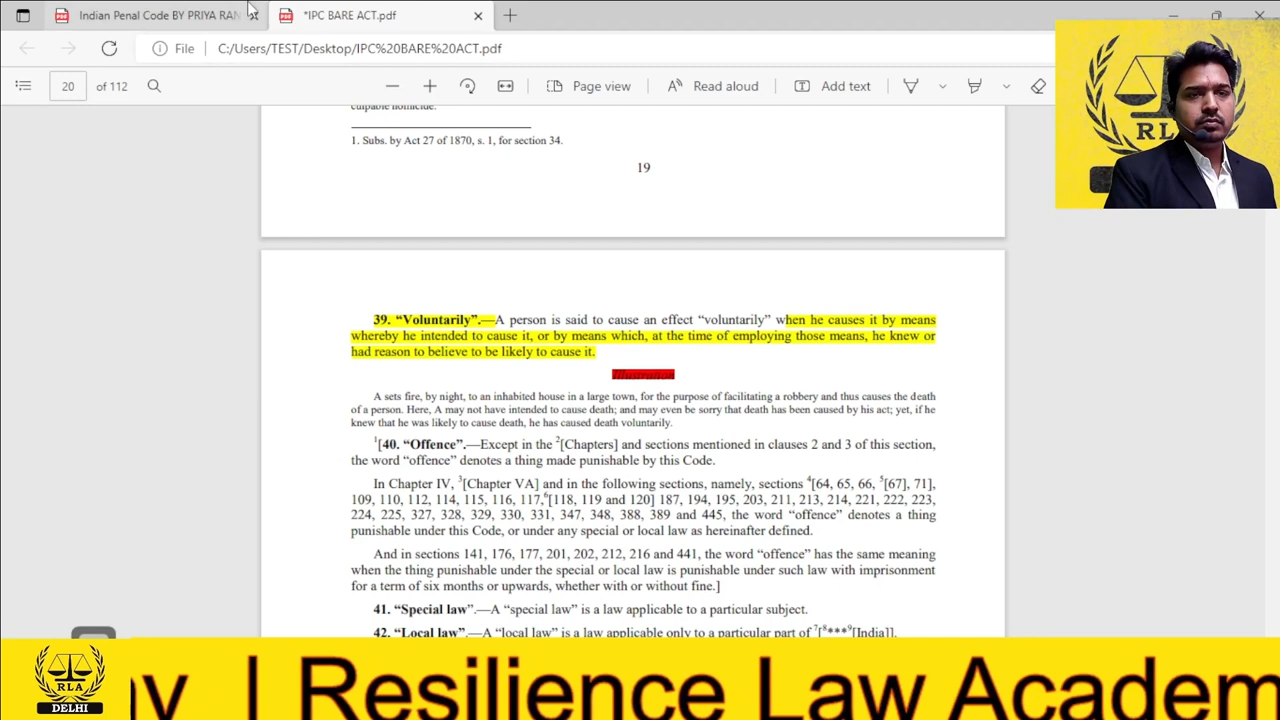 Indian Penal Code BY PRIYA RAN
*IPC BARE ACT.pdf
File C:/Users/TEST/Desktop/IPC%20BARE%20ACT.pdf
20 of 112 Page view Read aloud Add text
culpable homicide.
1. Subs. by Act 27 of 1870, s. 1, for section 34.
19
39. “Voluntarily”.—A person is said to cause an effect “voluntarily” when he causes it by means
whereby he intended to cause it, or by means which, at the time of employing those means, he knew or
had reason to believe to be likely to cause it.
Illustration
A sets fire, by night, to an inhabited house in a large town, for the purpose of facilitating a robbery and thus causes the death
of a person. Here, A may not have intended to cause death; and may even be sorry that death has been caused by his act; yet, if he
knew that he was likely to cause death, he has caused death voluntarily.
1[40. “Offence”.—Except in the 2[Chapters] and sections mentioned in clauses 2 and 3 of this section,
the word “offence” denotes a thing made punishable by this Code.
In Chapter IV, 3[Chapter VA] and in the following sections, namely, sections 4[64, 65, 66, 5[67], 71],
109, 110, 112, 114, 115, 116, 117,6[118, 119 and 120] 187, 194, 195, 203, 211, 213, 214, 221, 222, 223,
224, 225, 327, 328, 329, 330, 331, 347, 348, 388, 389 and 445, the word “offence” denotes a thing
punishable under this Code, or under any special or local law as hereinafter defined.
And in sections 141, 176, 177, 201, 202, 212, 216 and 441, the word “offence” has the same meaning
when the thing punishable under the special or local law is punishable under such law with imprisonment
for a term of six months or upwards, whether with or without fine.]
41. “Special law”.—A “special law” is a law applicable to a particular subject.
42. “Local law”.—A “local law” is a law applicable only to a particular part of 7[8***9[India]].
RLA
RLA
DELHI
y | Resilience Law Academ